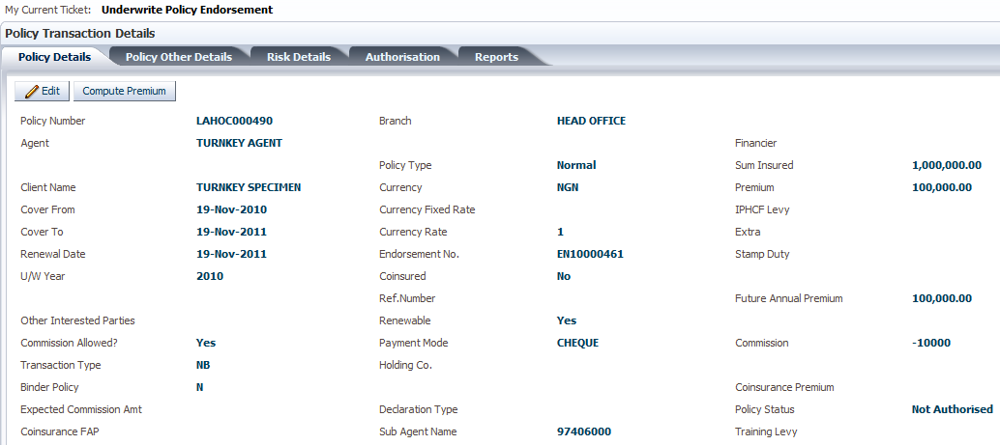 My Current Ticket: Underwrite Policy Endorsement
Policy Transaction Details
Policy Details Policy Other Details Risk Details Authorisation Reports
Edit Compute Premium
Policy Number LAHOC000490 Branch HEAD OFFICE
Agent TURNKEY AGENT Financier
Policy Type Normal Sum Insured 1,000,000.00
Client Name TURNKEY SPECIMEN Currency NGN Premium 100,000.00
Cover From 19-Nov-2010 Currency Fixed Rate IPHCF Levy
Cover To 19-Nov-2011 Currency Rate 1 Extra
Renewal Date 19-Nov-2011 Endorsement No. EN10000461 Stamp Duty
U/W Year 2010 Coinsured No
Ref.Number Future Annual Premium 100,000.00
Other Interested Parties Renewable Yes
Commission Allowed? Yes Payment Mode CHEQUE Commission -10000
Transaction Type NB Holding Co.
Binder Policy N Coinsurance Premium
Expected Commission Amt Declaration Type Policy Status Not Authorised
Coinsurance FAP Sub Agent Name 97406000 Training Levy